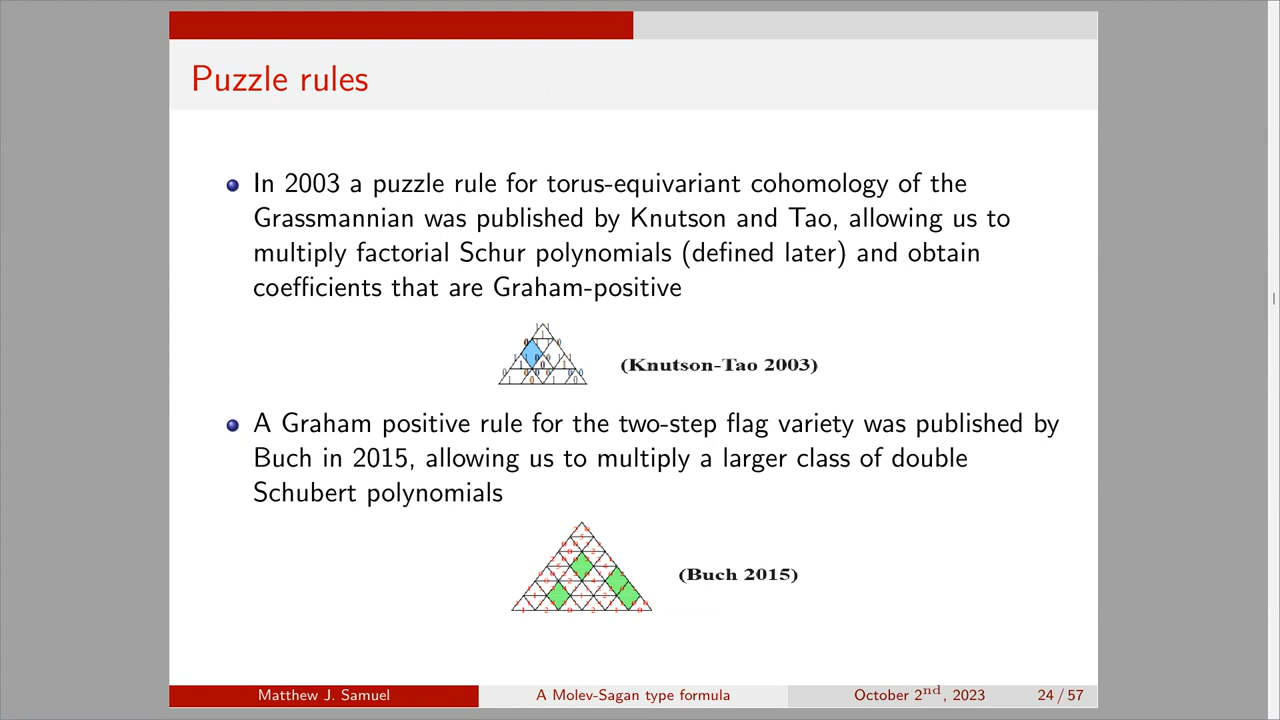 Puzzle rules
In 2003 a puzzle rule for torus-equivariant cohomology of the
Grassmannian was published by Knutson and Tao, allowing us to
multiply factorial Schur polynomials (defined later) and obtain
coefficients that are Graham-positive
(Knutson-Tao 2003)
A Graham positive rule for the two-step flag variety was published by
Buch in 2015, allowing us to multiply a larger class of double
Schubert polynomials
(Buch 2015)
Matthew J. Samuel
A Molev-Sagan type formula
October 2nd, 2023
24 / 57